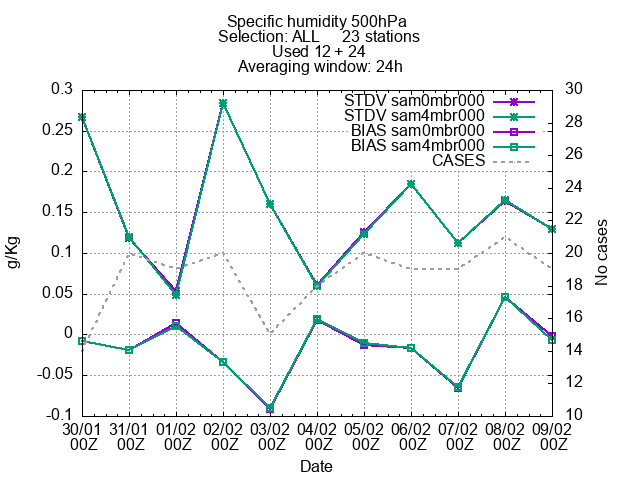 Specific humidity 500hPa
Selection: ALL 23 stations
Used 12 + 24
Averaging window: 24h
0.3
0.25
0.2
0.15
0.1
0.05
0
-0.05
-0.1
g/Kg
STDV sam0mbr000
STDV sam4mbr000
BIAS sam0mbr000
BIAS sam4mbr000
CASES
30
28
26
24
22
20
18
16
14
12
10
No cases
30/01 31/01 01/02 02/02 03/02 04/02 05/02 06/02 07/02 08/02 09/02
00Z 00Z 00Z 00Z 00Z 00Z 00Z 00Z 00Z 00Z 00Z
Date